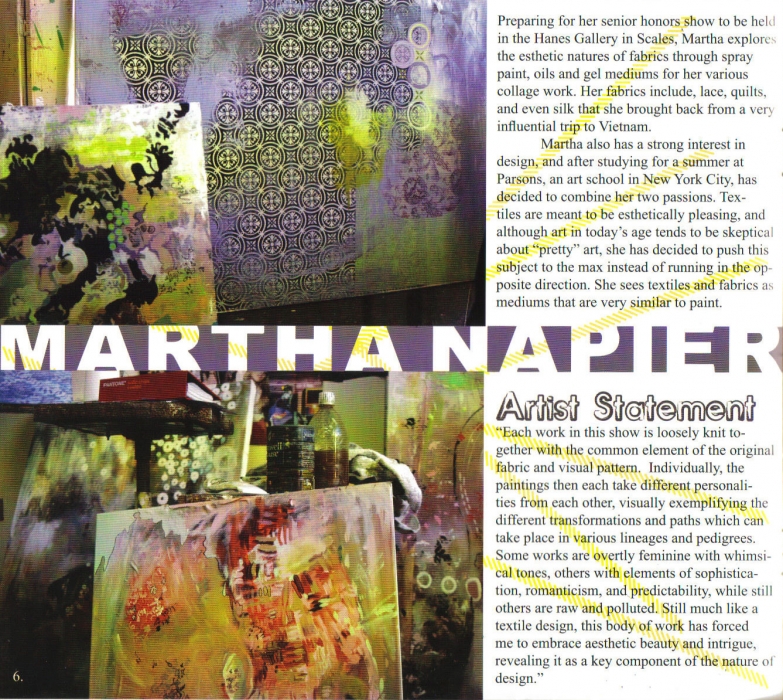 Preparing for her senior honors show to be held
in the Hanes Gallery in Scales, Martha explores
the esthetic natures of fabrics through spray
paint, oils and gel mediums for her various
collage work. Her fabrics include, lace, quilts,
and even silk that she brought back from a very
influential trip to Vietnam.
Martha also has a strong interest in
design, and after studying for a summer at
Parsons, an art school in New York City, has
decided to combine her two passions. Tex-
tiles are meant to be esthetically pleasing, and
although art in today's age tends to be skeptical
about “pretty” art, she has decided to push this
subject to the max instead of running in the op-
posite direction. She sees textiles and fabrics as
mediums that are very similar to paint.
MARTHA NAPIER
PANTONE
Artist Statement
“Each work in this show is loosely knit to-
gether with the common element of the original
fabric and visual pattern. Individually, the
paintings then each take different personali-
ties from each other, visually exemplifying the
different transformations and paths which can
take place in various lineages and pedigrees.
Some works are overtly feminine with whimsi-
cal tones, others with elements of sophistica-
tion, romanticism, and predictability, while still
others are raw and polluted. Still much like a
textile design, this body of work has forced
me to embrace aesthetic beauty and intrigue,
revealing it as a key component of the nature of
design.”
6.